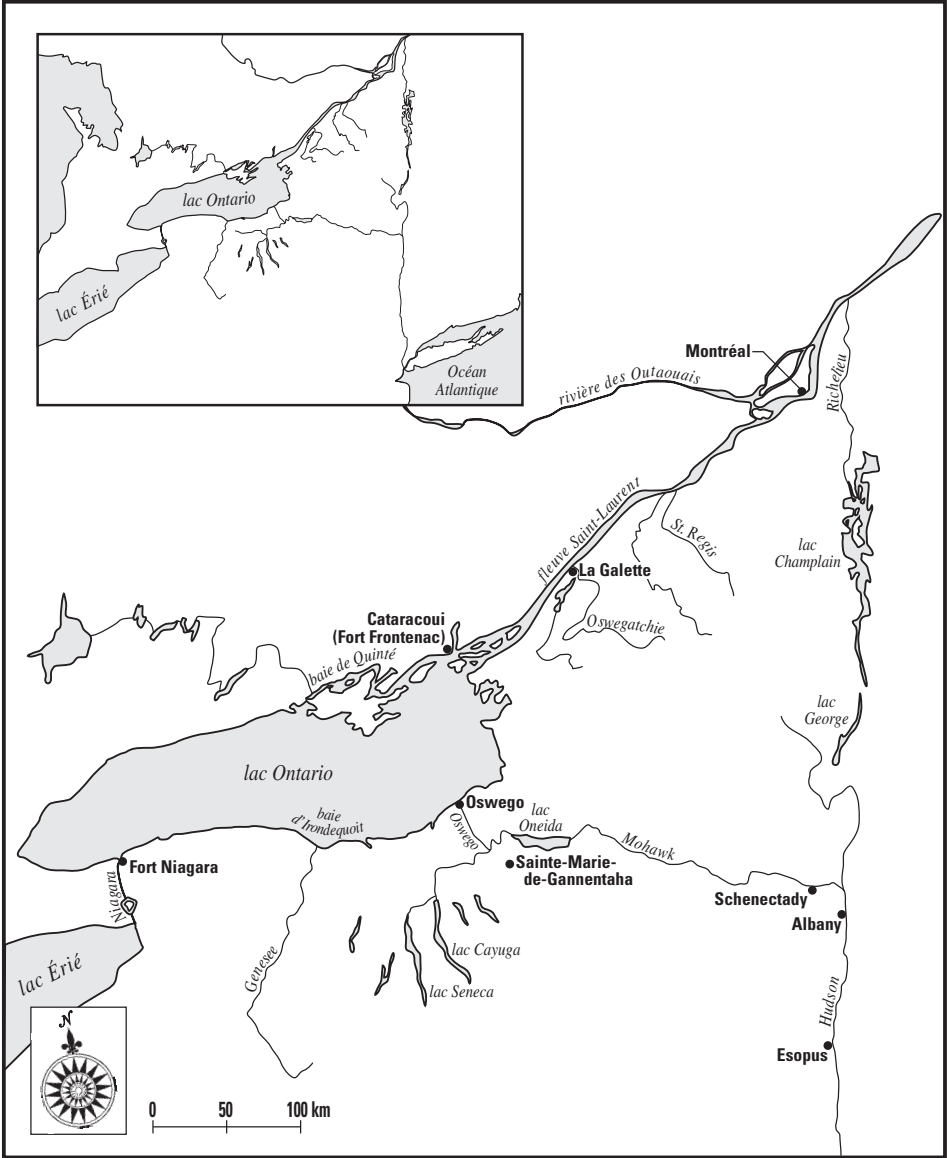 lac Ontario
lac Érié
Océan
Atlantique
Montréal
rivière des Outaouais
Richelieu
fleuve Saint-Laurent
St. Regis
lac
Champlain
La Galette
Oswegatchie
Cataracoui
(Fort Frontenac)
baie de Quinté
lac
George
lac Ontario
baie
d'Irondequoit
Oswego
Oswego
lac
Oneida
Mohawk
Fort Niagara
Niagara
Sainte-Marie-
de-Gannentaha
Schenectady
Albany
lac Érié
Genesee
lac Cayuga
lac Seneca
Hudson
Esopus
N
0 50 100 km